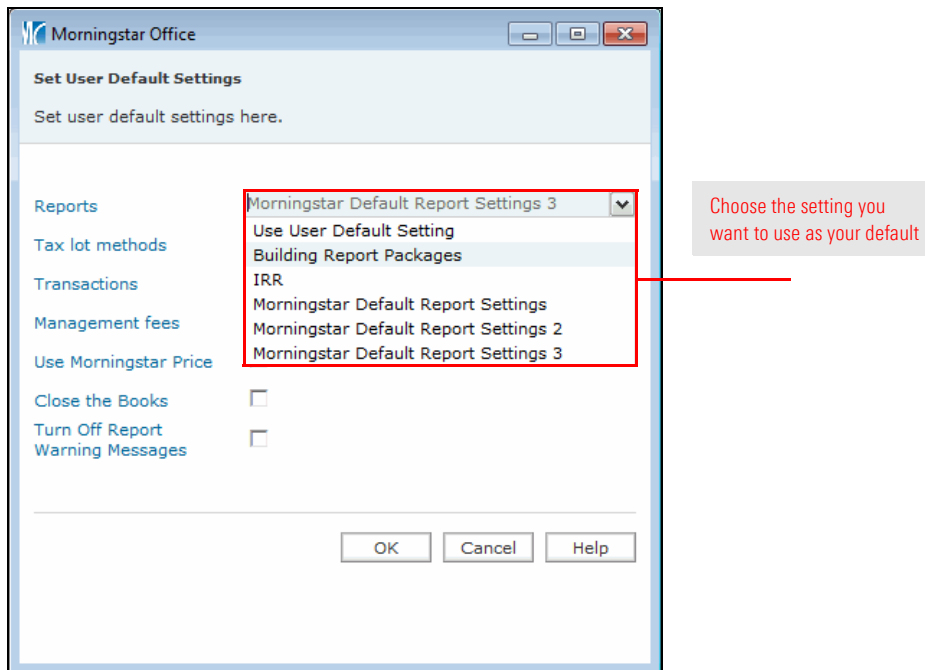 Morningstar Office
Set User Default Settings
Set user default settings here.
Reports
Morningstar Default Report Settings 3
Use User Default Setting
Building Report Packages
IRR
Morningstar Default Report Settings
Morningstar Default Report Settings 2
Morningstar Default Report Settings 3
Tax lot methods
Transactions
Management fees
Use Morningstar Price
Close the Books
Turn Off Report
Warning Messages
OK
Cancel
Help
Choose the setting you
want to use as your default